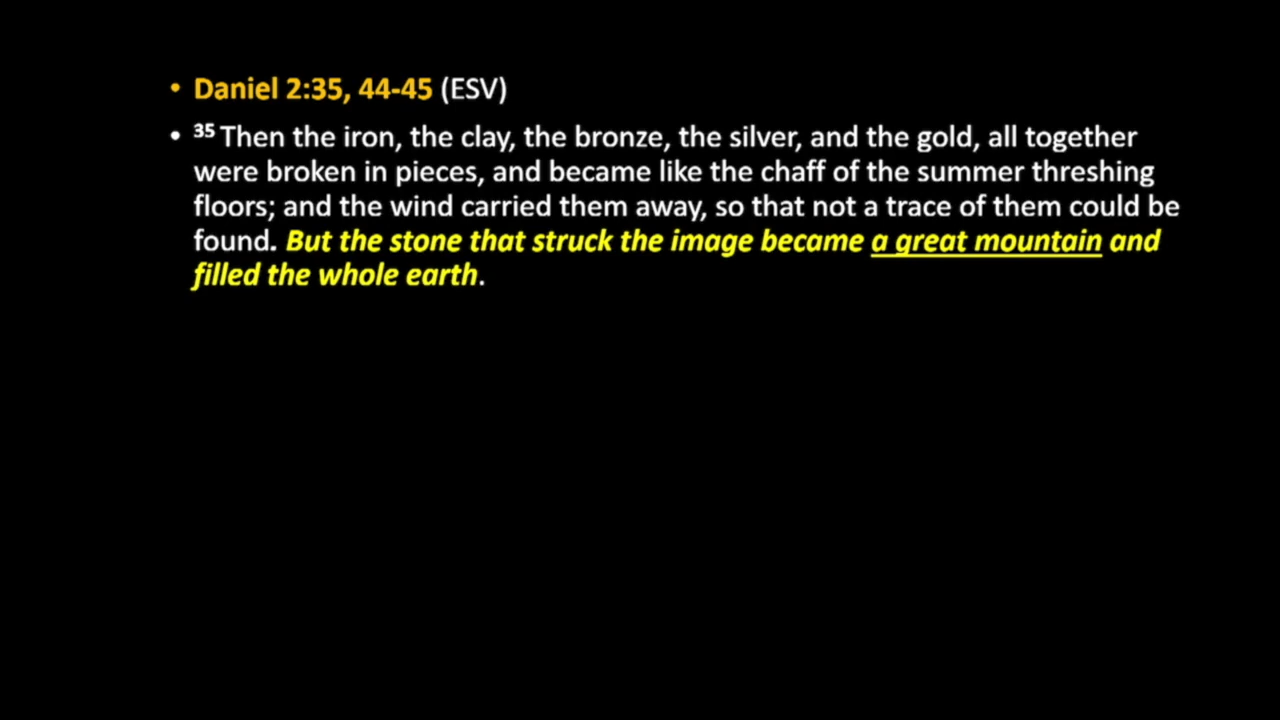 • Daniel 2:35, 44-45 (ESV)
• 35 Then the iron, the clay, the bronze, the silver, and the gold, all together
were broken in pieces, and became like the chaff of the summer threshing
floors; and the wind carried them away, so that not a trace of them could be
found. But the stone that struck the image became a great mountain and
filled the whole earth.